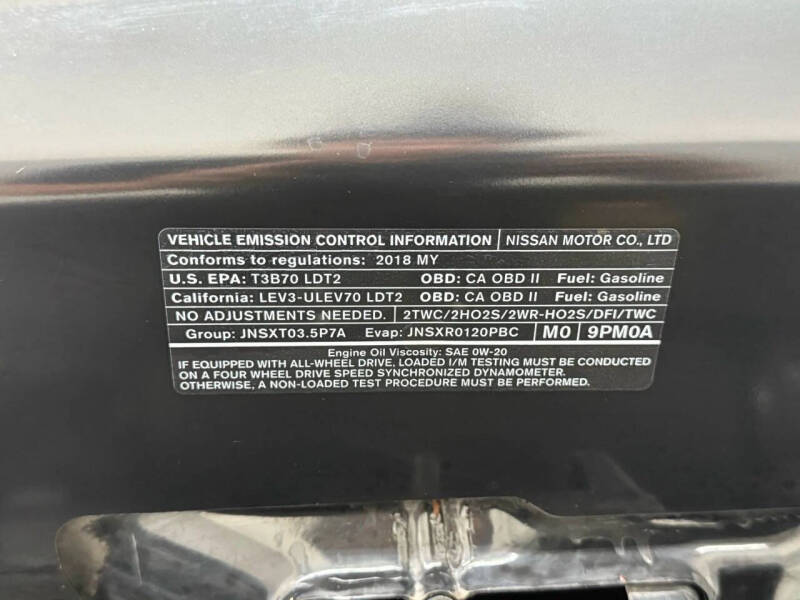 VEHICLE EMISSION CONTROL INFORMATION NISSAN MOTOR CO., LTD
Conforms to regulations: 2018 MY
U.S. EPA: T3B70 LDT2 OBD: CA OBD II Fuel: Gasoline
California: LEV3-ULEV70 LDT2 OBD: CA OBD II Fuel: Gasoline
NO ADJUSTMENTS NEEDED. 2TWC/2HO2S/2WR-HO2S/DFI/TWC
Group: JNSXT03.5P7A Evap: JNSXR0120PBC M0 9PM0A
Engine Oil Viscosity: SAE 0W-20
IF EQUIPPED WITH ALL-WHEEL DRIVE, LOADED I/M TESTING MUST BE CONDUCTED
ON A FOUR WHEEL DRIVE SPEED SYNCHRONIZED DYNAMOMETER.
OTHERWISE, A NON-LOADED TEST PROCEDURE MUST BE PERFORMED.